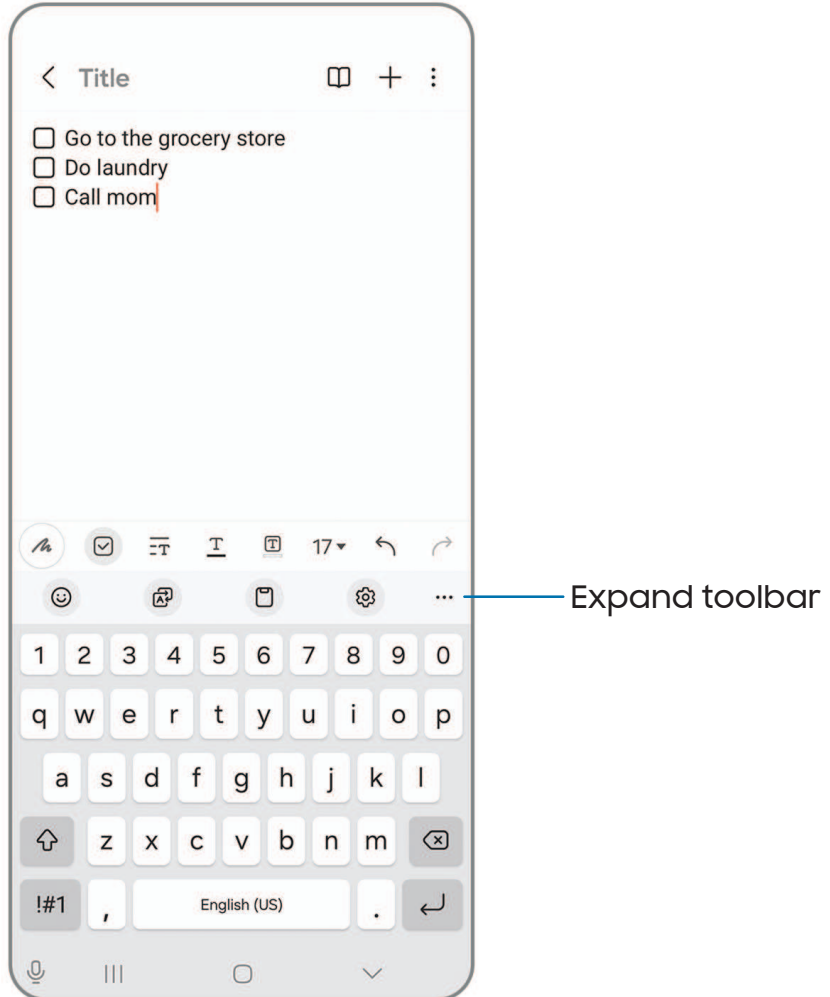 Title
Go to the grocery store
Do laundry
Call mom
17
Expand toolbar
1 2 3 4 5 6 7 8 9 0
q w e r t y u i o p
a s d f g h j k l
z x c v b n m
!#1 , English (US) .